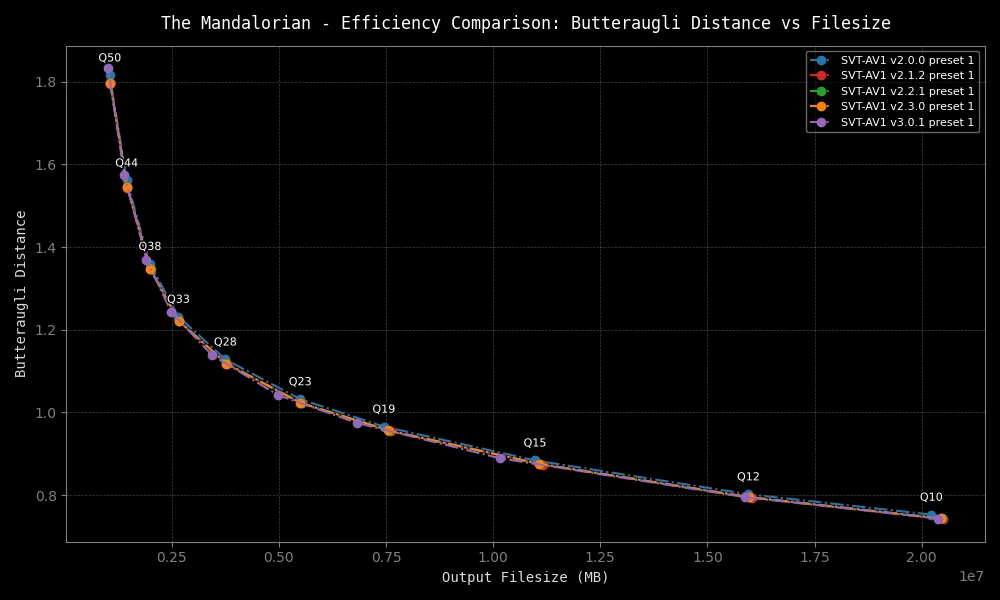 The Mandalorian - Efficiency Comparison: Butteraugli Distance vs Filesize
SVT-AV1 v2.0.0 preset 1
SVT-AV1 v2.1.2 preset 1
SVT-AV1 v2.2.1 preset 1
SVT-AV1 v2.3.0 preset 1
SVT-AV1 v3.0.1 preset 1
Q50
Q44
Q38
Q33
Q28
Q23
Q19
Q15
Q12
Q10
Butteraugli Distance
1.8
1.6
1.4
1.2
1.0
0.8
0.25 0.50 0.75 1.00 1.25 1.50 1.75 2.00
1e7
Output Filesize (MB)